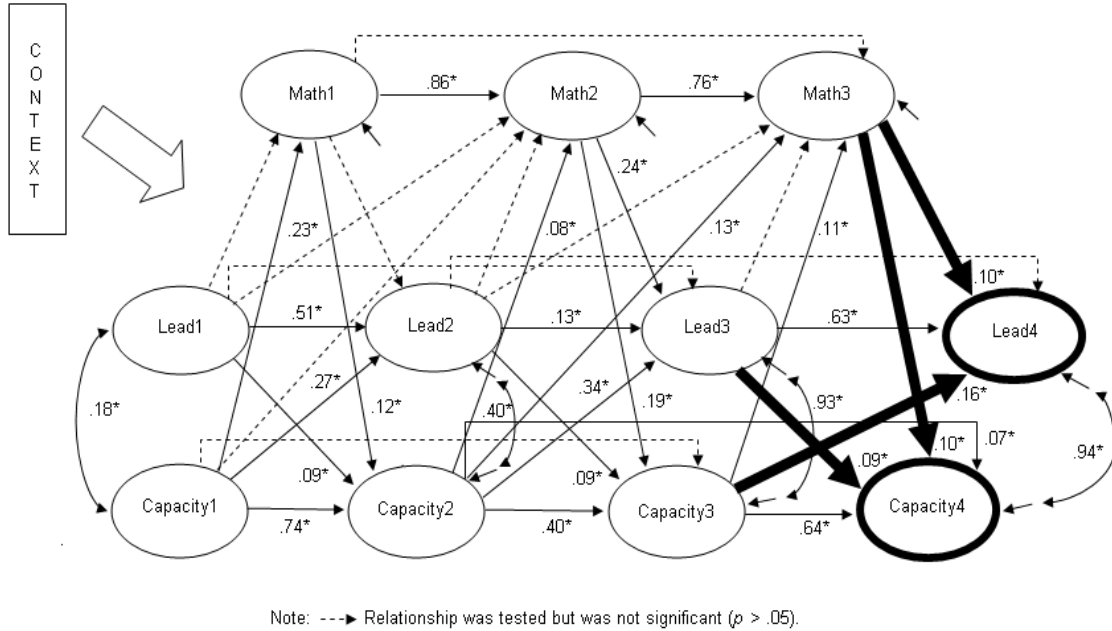 CONTEXT
Math1
.86*
Math2
.76*
Math3
.24*
.23*
.08*
.13*
.11*
.10*
Lead1
.51*
Lead2
.13*
Lead3
.63*
Lead4
.18*
.27*
.12*
.40*
.34*
.19*
.93*
.16*
.09*
.09*
.09*
.10*
.07*
.94*
Capacity1
.74*
Capacity2
.40*
Capacity3
.64*
Capacity4
Note: Relationship was tested but was not significant (p > .05).